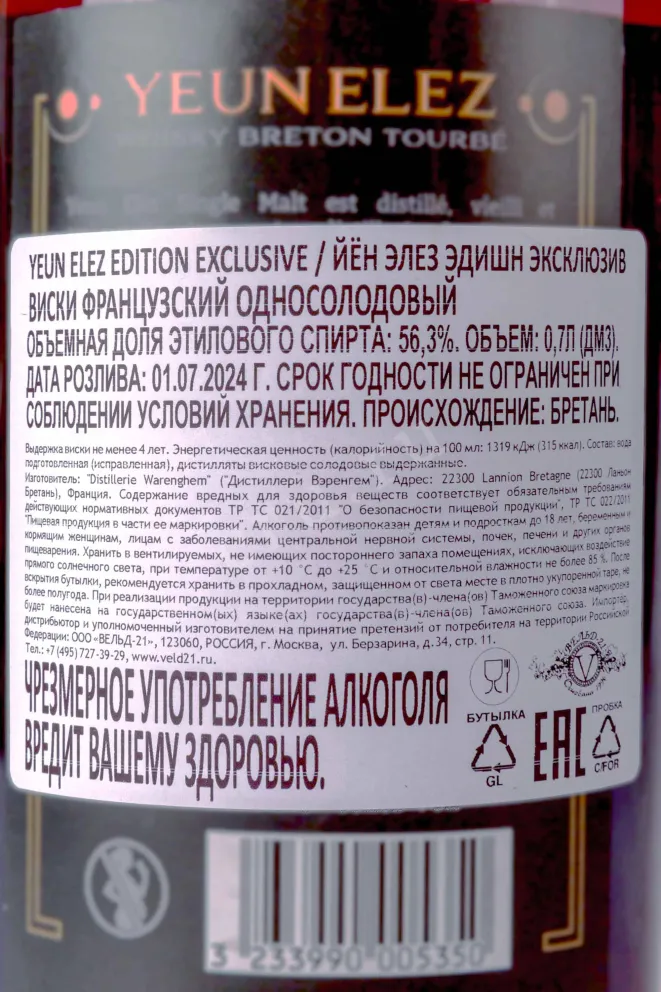 YEUN ELEZ
WHISKY BRETON TOURBÉ
Single Malt est distillé, vieilli et
YEUN ELEZ EDITION EXCLUSIVE / ЙЁН ЭЛЕЗ ЭДИШН ЭКСКЛЮЗИВ
ВИСКИ ФРАНЦУЗСКИЙ ОДНОСОЛОДОВЫЙ
ОБЪЕМНАЯ ДОЛЯ ЭТИЛОВОГО СПИРТА: 56,3%. ОБЪЕМ: 0,7Л (ДМ3).
ДАТА РОЗЛИВА: 01.07.2024 Г. СРОК ГОДНОСТИ НЕ ОГРАНИЧЕН ПРИ
СОБЛЮДЕНИИ УСЛОВИЙ ХРАНЕНИЯ. ПРОИСХОЖДЕНИЕ: БРЕТАНЬ.
Выдержка виски не менее 4 лет. Энергетическая ценность (калорийность) на 100 мл: 1319 кДж (315 ккал). Состав: вода
подготовленная (исправленная), дистилляты висковые солодовые выдержанные.
Изготовитель: "Distillerie Warenghem" ("Дистиллери Вэренгем"). Адрес: 22300 Lannion Bretagne (22300 Ланьон
Бретань), Франция. Содержание вредных для здоровья веществ соответствует обязательным требованиям
действующих нормативных документов ТР ТС 021/2011 "О безопасности пищевой продукции", ТР ТС 022/2011
"Пищевая продукция в части ее маркировки". Алкоголь противопоказан детям и подросткам до 18 лет, беременным и
кормящим женщинам, лицам с заболеваниями центральной нервной системы, почек, печени и других органов
пищеварения. Хранить в вентилируемых, не имеющих постороннего запаха помещениях, исключающих воздействие
прямого солнечного света, при температуре от +10 °С до +25 °С и относительной влажности не более 85 %. После
вскрытия бутылки, рекомендуется хранить в прохладном, защищенном от света месте в плотно укупоренной таре, не
более полугода. При реализации продукции на территории государства(в)-члена(ов) Таможенного союза маркировка
будет нанесена на государственном(ых) языке(ах) государства(в)-члена(ов) Таможенного союза. Импортер,
дистрибьютор и уполномоченный изготовителем на принятие претензий от потребителя на территории Российской
Федерации: ООО «ВЕЛЬД-21», 123060, РОССИЯ, г. Москва, ул. Берзарина, д.34, стр. 11.
Тел.: +7 (495) 727-39-29, www.veld21.ru.
ВЕЛЬД-21
V
ЧРЕЗМЕРНОЕ УПОТРЕБЛЕНИЕ АЛКОГОЛЯ
ВРЕДИТ ВАШЕМУ ЗДОРОВЬЮ.
БУТЫЛКА
GL
EAC
ПРОБКА
C/FOR
3 233990 005350